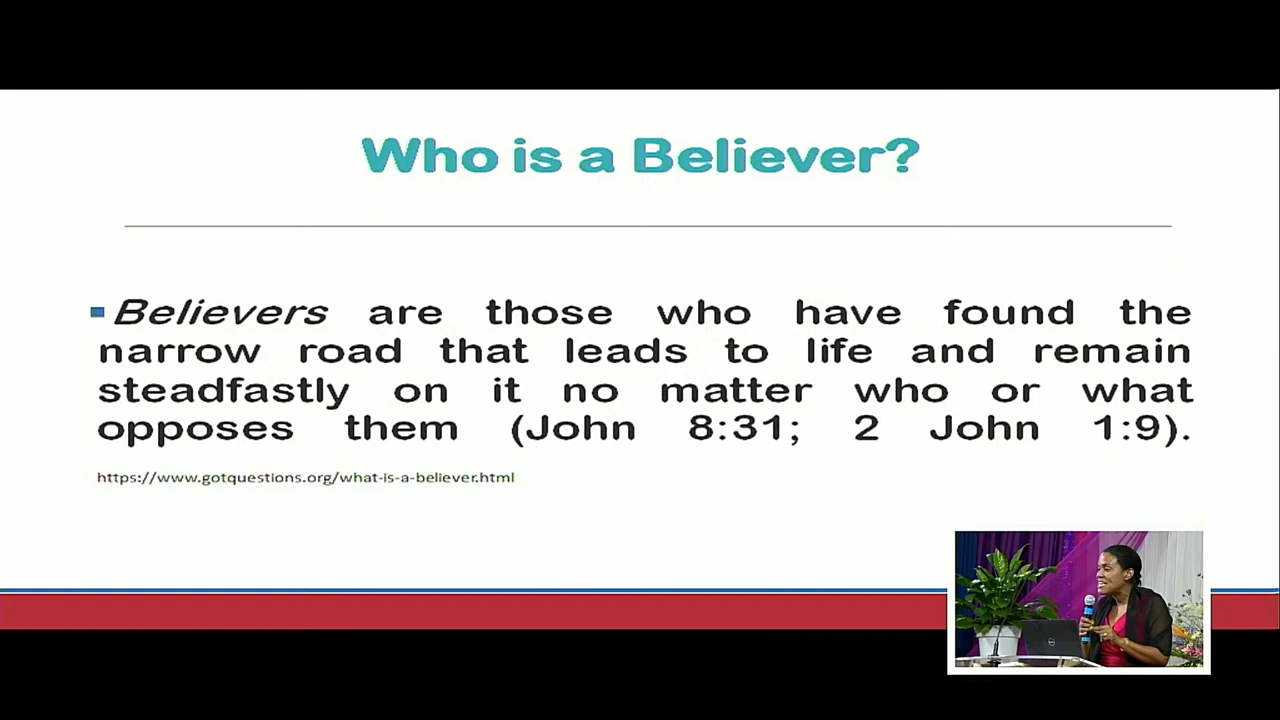 Who is a Believer?
Believers are those who have found the
narrow road that leads to life and remain
steadfastly on it no matter who or what
opposes them (John 8:31; 2 John 1:9).
https://www.gotquestions.org/what-is-a-believer.html